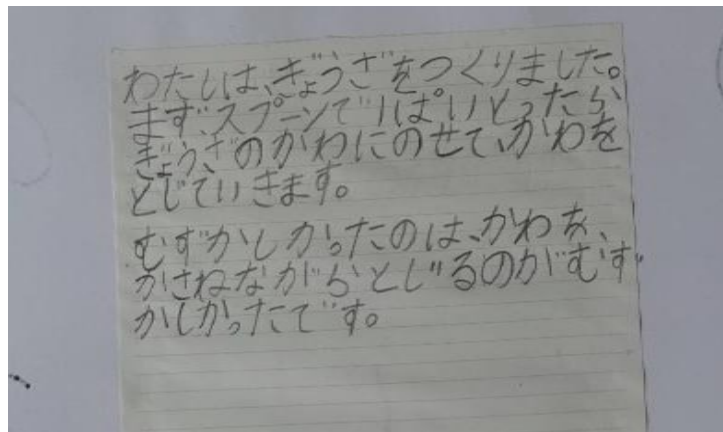 わたしは、ぎょうざをつくりました。
まず、スプーンで1ぱいとったら
ぎょうざのかわにのせて、かわを
とじていきます。
むずかしかったのは、かわを、
かさねながらとじるのがむず
かしかったです。